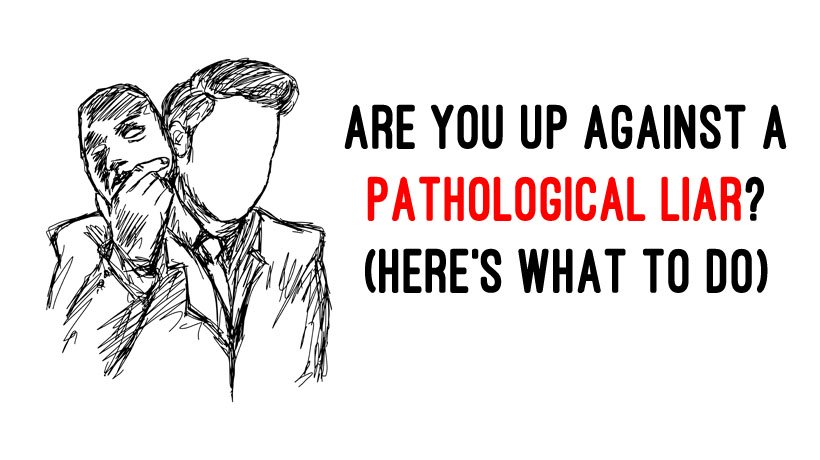 ARE YOU UP AGAINST A
PATHOLOGICAL LIAR?
(HERE'S WHAT TO DO)